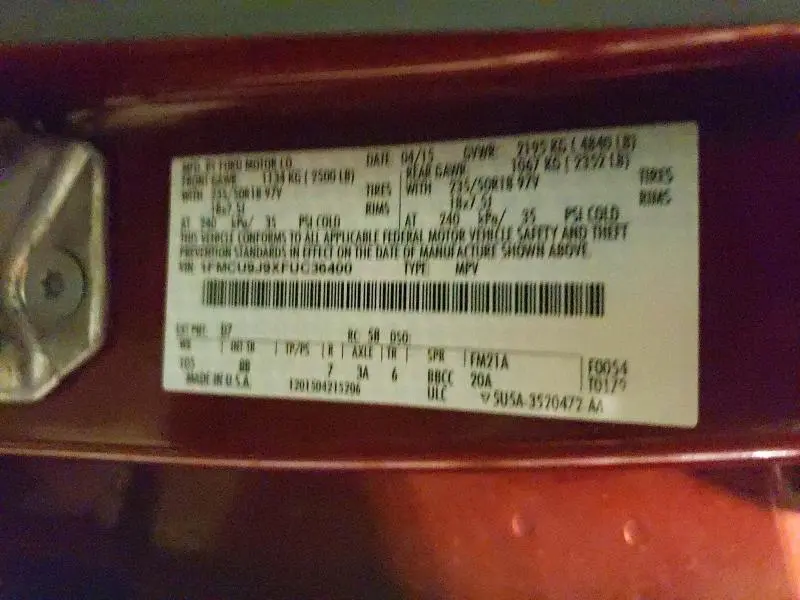 MFD. BY FORD MOTOR CO. DATE 04/15 GVWR 2195 KG ( 4840 LB)
FRONT GAWR 1134 KG ( 2500 LB) REAR GAWR 1067 KG ( 2352 LB)
WITH 235/50R18 97V TIRES WITH 235/50R18 97V TIRES
18x7.5J RIMS 18x7.5J RIMS
AT 240 kPa/ 35 PSI COLD AT 240 kPa/ 35 PSI COLD
THIS VEHICLE CONFORMS TO ALL APPLICABLE FEDERAL MOTOR VEHICLE SAFETY AND THEFT
PREVENTION STANDARDS IN EFFECT ON THE DATE OF MANUFACTURE SHOWN ABOVE.
VIN 1FMCU9J9XFUC36400 TYPE MPV
EXT PNT: D7 RC: 58 DSO:
WB INT TR TP/PS R AXLE TR SPR FM21A F0054
105 BB 7 3A 6 BBCC 20A T0179
MADE IN U.S.A. 1201504215206 ULC 5U5A-3520472-AA